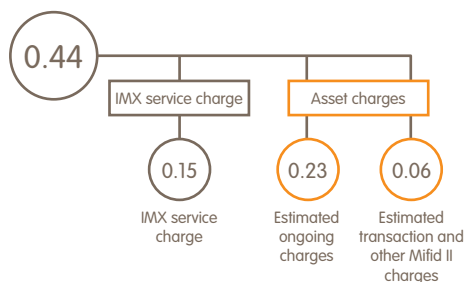 0.44
IMX service charge
Asset charges
0.15
0.23
0.06
IMX service
charge
Estimated
ongoing
charges
Estimated
transaction and
other Mifid II
charges